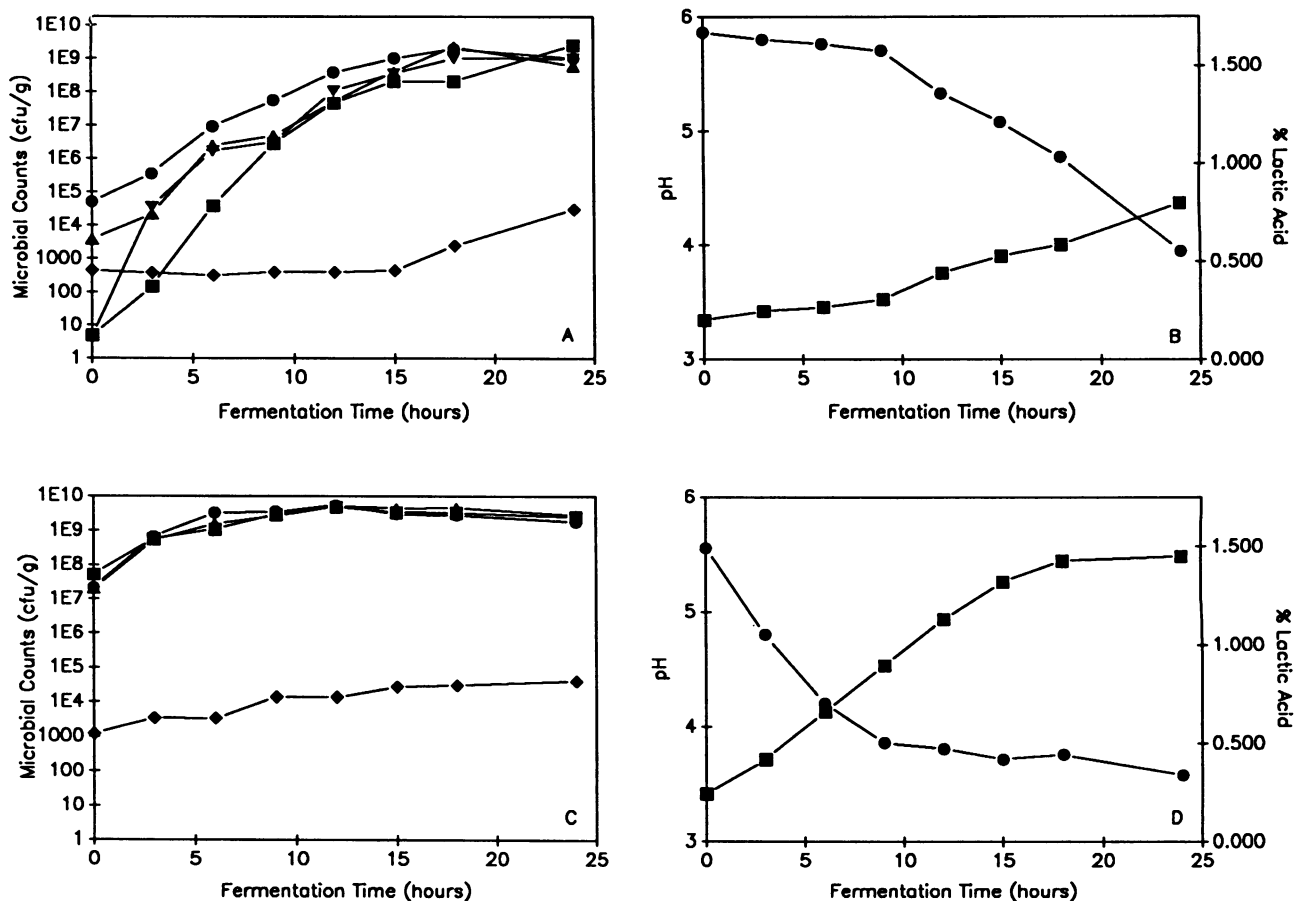 1E10
1E9
1E8
1E7
1E6
1E5
1E4
1000
100
10
1
Microbial Counts (cfu/g)
0 5 10 15 20 25
Fermentation Time (hours)
A
6
5
4
3
pH
1.500
1.000
0.500
0.000
% Lactic Acid
0 5 10 15 20 25
Fermentation Time (hours)
B
1E10
1E9
1E8
1E7
1E6
1E5
1E4
1000
100
10
1
Microbial Counts (cfu/g)
0 5 10 15 20 25
Fermentation Time (hours)
C
6
5
4
3
pH
1.500
1.000
0.500
0.000
% Lactic Acid
0 5 10 15 20 25
Fermentation Time (hours)
D